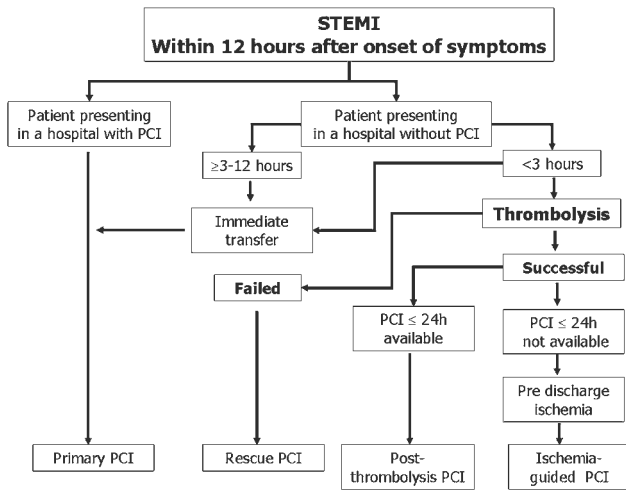 STEMI
Within 12 hours after onset of symptoms
Patient presenting
in a hospital with PCI
Patient presenting
in a hospital without PCI
≥3-12 hours
<3 hours
Immediate
transfer
Thrombolysis
Failed
Successful
PCI ≤ 24h
available
PCI ≤ 24h
not available
Pre discharge
ischemia
Primary PCI
Rescue PCI
Post-
thrombolysis PCI
Ischemia-
guided PCI